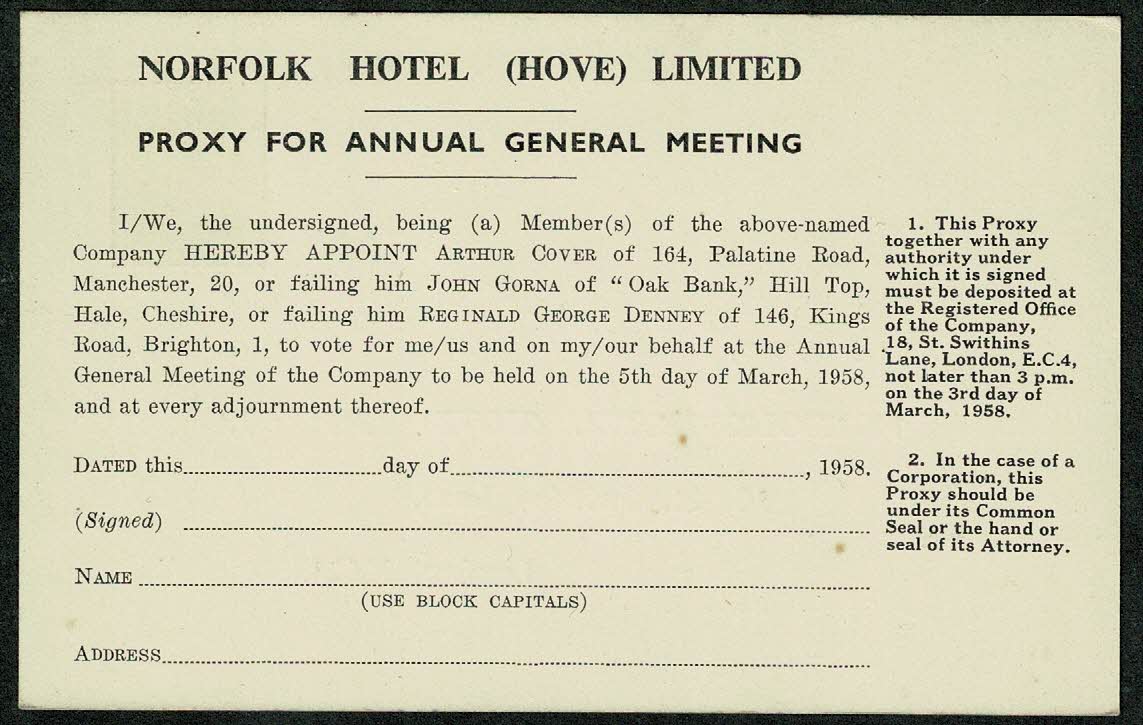 NORFOLK HOTEL (HOVE) LIMITED
PROXY FOR ANNUAL GENERAL MEETING
I/We, the undersigned, being (a) Member(s) of the above-named
Company HEREBY APPOINT ARTHUR COVER of 164, Palatine Road,
Manchester, 20, or failing him JOHN GORNA of "Oak Bank," Hill Top,
Hale, Cheshire, or failing him REGINALD GEORGE DENNEY of 146, Kings
Road, Brighton, 1, to vote for me/us and on my/our behalf at the Annual
General Meeting of the Company to be held on the 5th day of March, 1958,
and at every adjournment thereof.
DATED this..............................day of......................................................, 1958.
(Signed) ..............................................................................................
NAME ..............................................................................................
(USE BLOCK CAPITALS)
ADDRESS..............................................................................................
1. This Proxy
together with any
authority under
which it is signed
must be deposited at
the Registered Office
of the Company,
18, St. Swithins
Lane, London, E.C.4,
not later than 3 p.m.
on the 3rd day of
March, 1958.
2. In the case of a
Corporation, this
Proxy should be
under its Common
Seal or the hand or
seal of its Attorney.